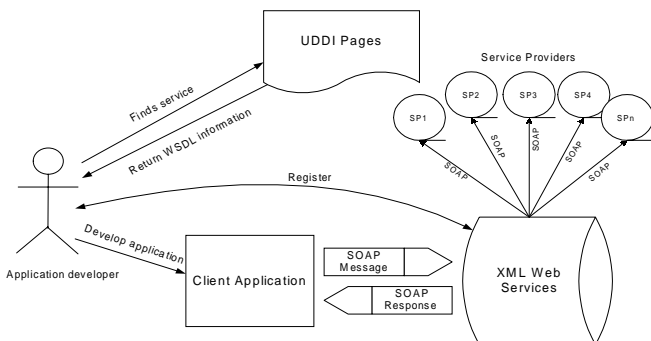 UDDI Pages
Service Providers
SP1
SP2
SP3
SP4
SPn
Finds service
Return WSDL information
SOAP
SOAP
SOAP
SOAP
SOAP
Register
Develop application
Application developer
Client Application
SOAP
Message
SOAP
Response
XML Web
Services